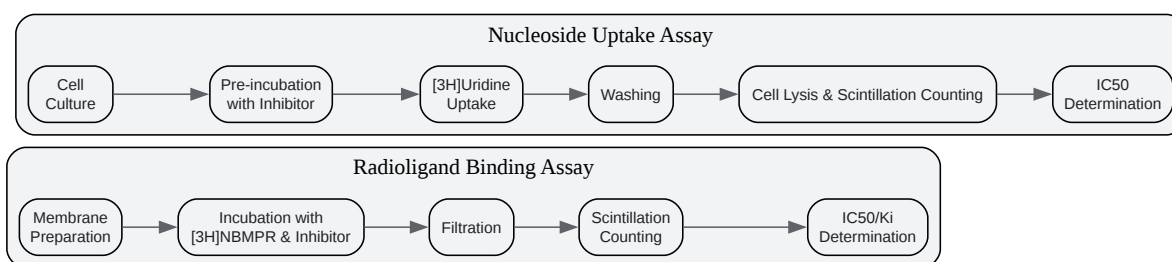 Nucleoside Uptake Assay
Cell
Culture
Pre-incubation
with Inhibitor
[3H]Uridine
Uptake
Washing
Cell Lysis & Scintillation Counting
IC50
Determination
Radioligand Binding Assay
Membrane
Preparation
Incubation with
[3H]NBMPR & Inhibitor
Filtration
Scintillation
Counting
IC50/Ki
Determination